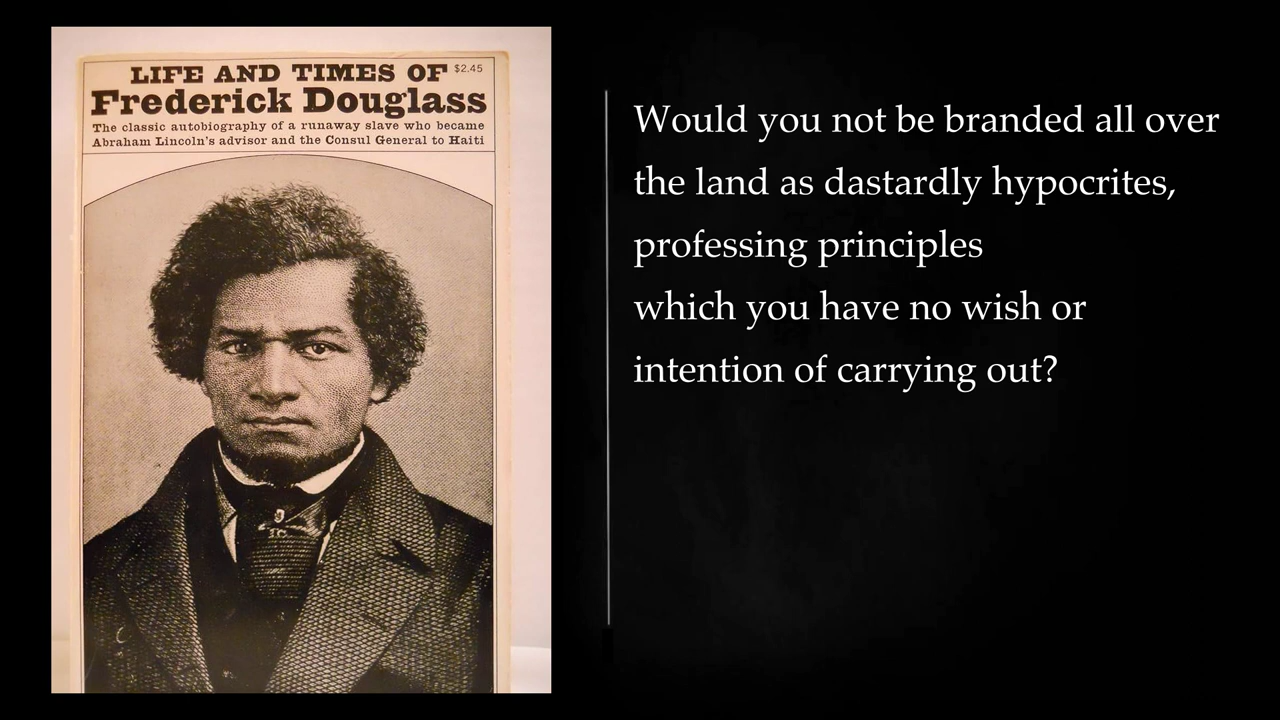 LIFE AND TIMES OF $2.45
Frederick Douglass
The classic autobiography of a runaway slave who became
Abraham Lincoln's advisor and the Consul General to Haiti
Would you not be branded all over
the land as dastardly hypocrites,
professing principles
which you have no wish or
intention of carrying out?